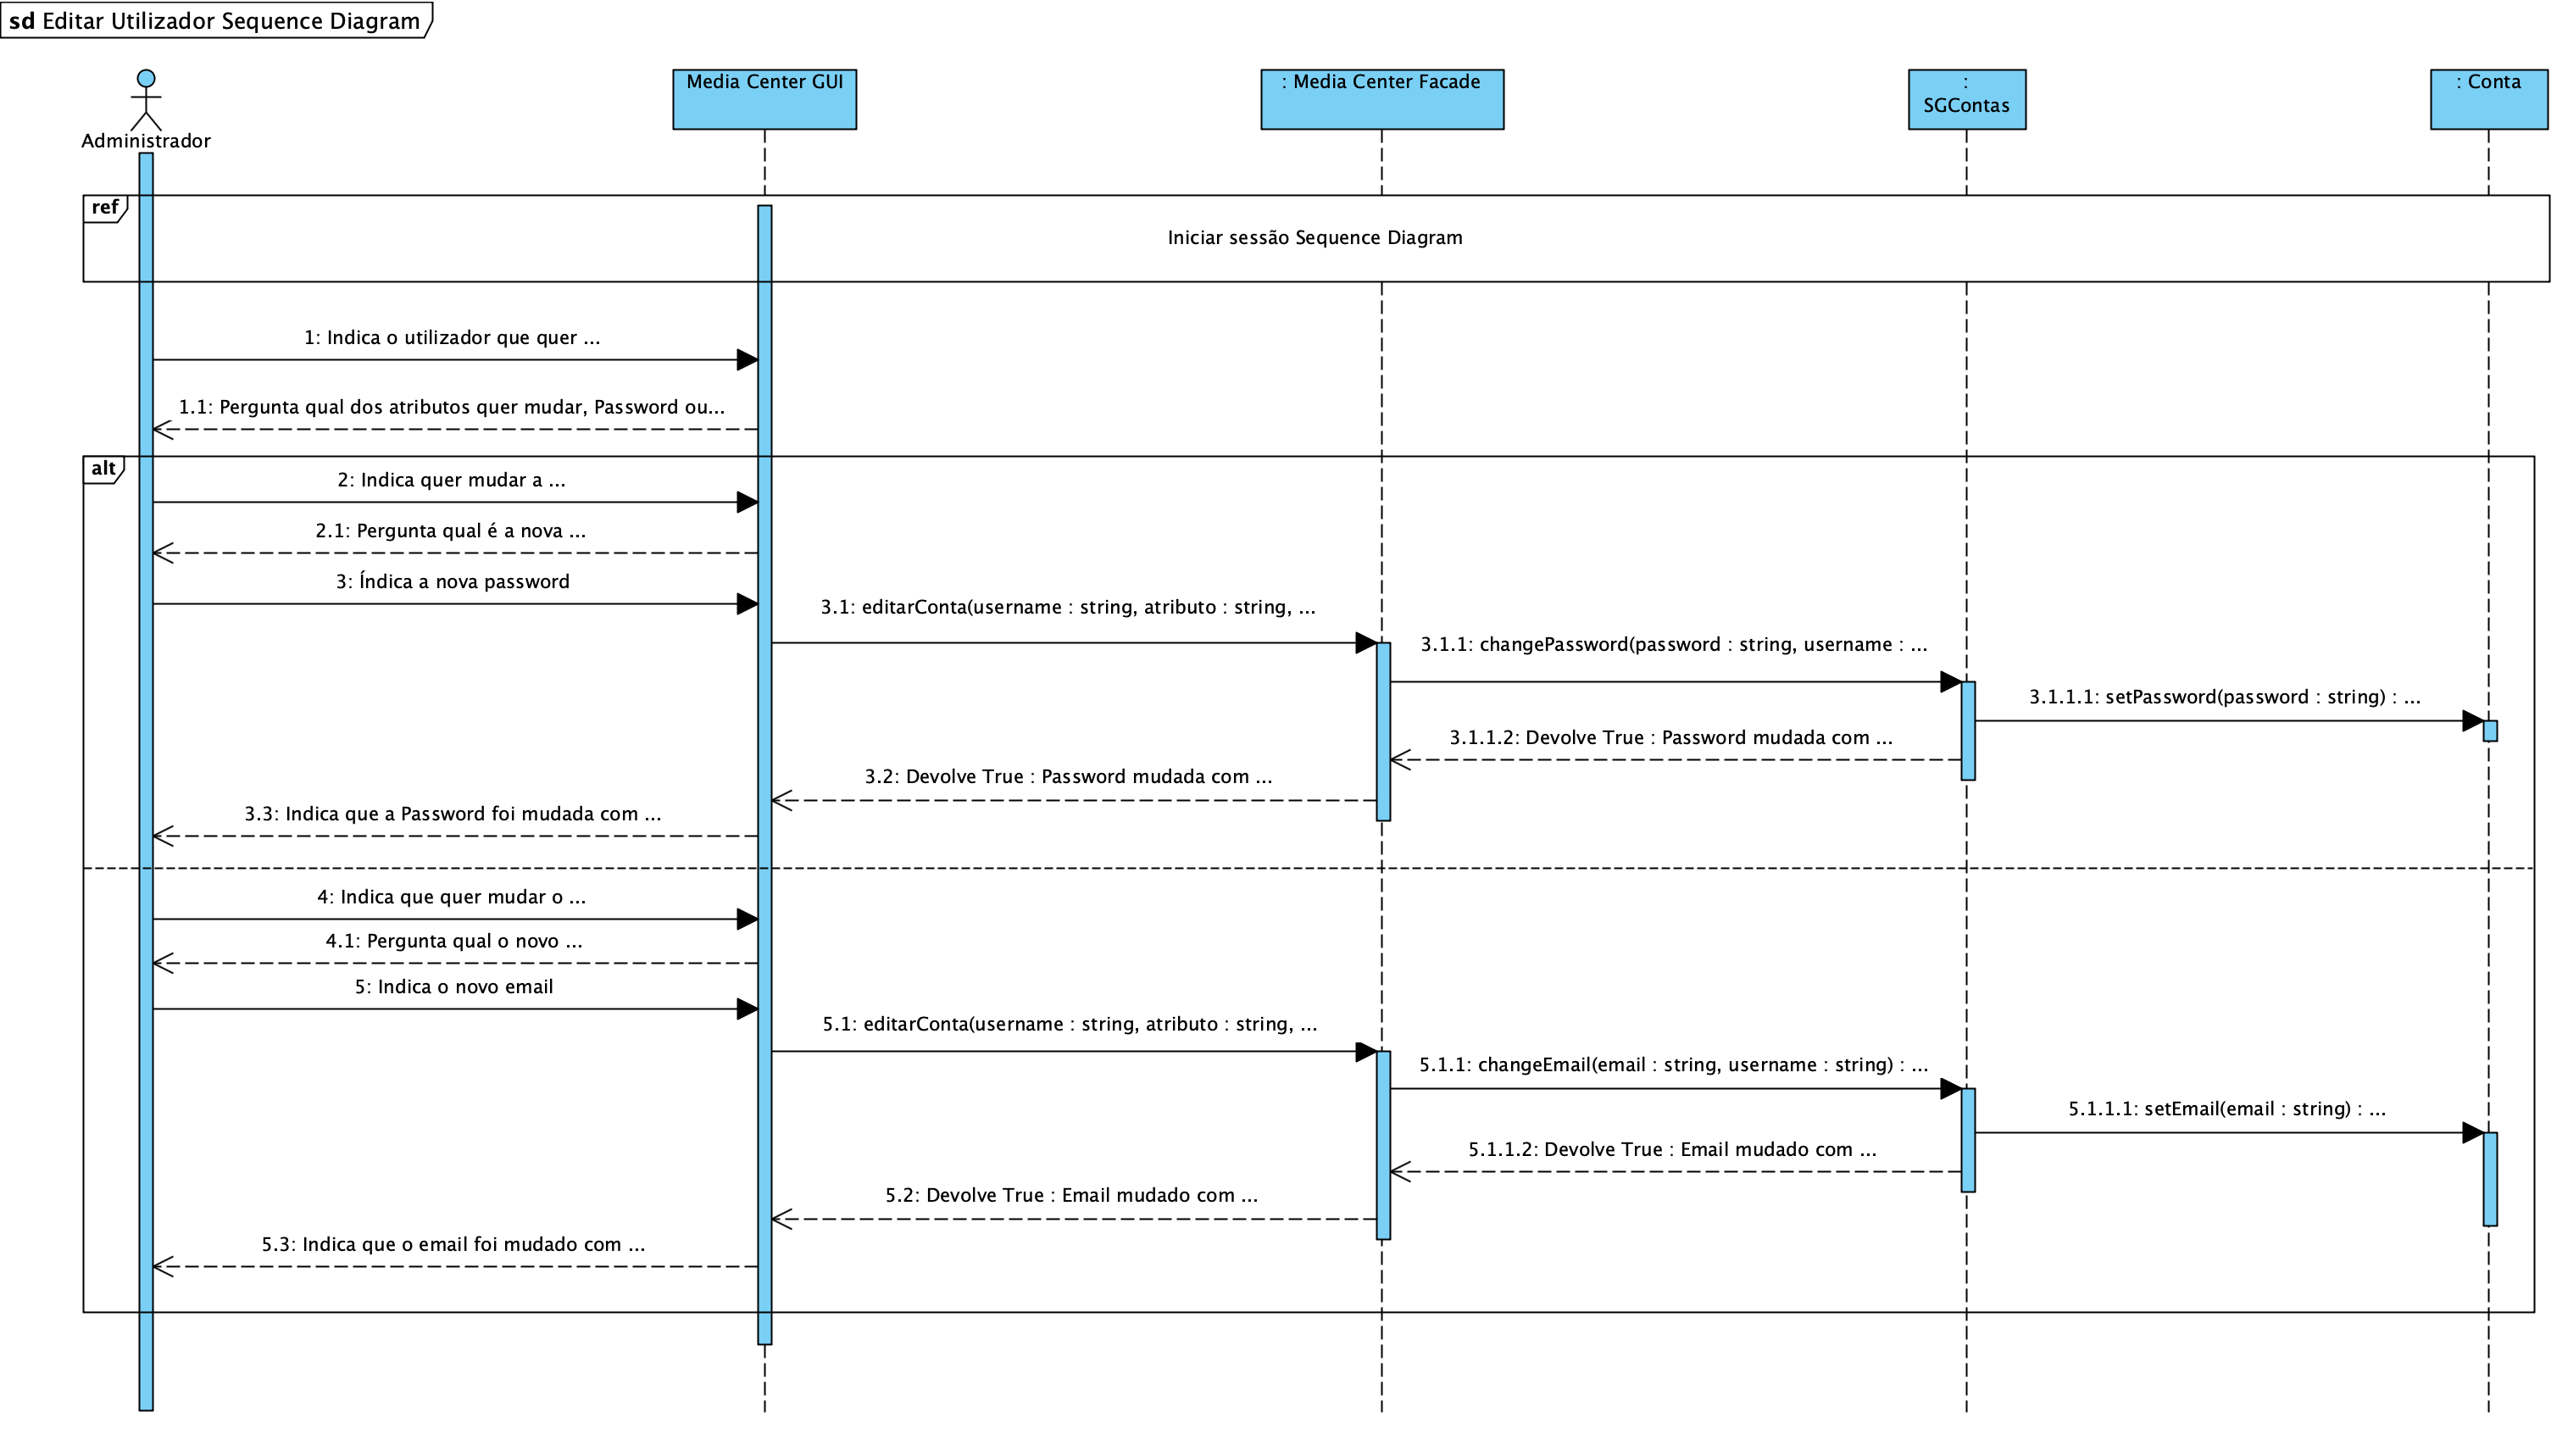 sd Editar Utilizador Sequence Diagram
Administrador
Media Center GUI
: Media Center Facade
:
SGContas
: Conta
ref
Iniciar sessão Sequence Diagram
1: Indica o utilizador que quer ...
1.1: Pergunta qual dos atributos quer mudar, Password ou...
alt
2: Indica quer mudar a ...
2.1: Pergunta qual é a nova ...
3: Índica a nova password
3.1: editarConta(username : string, atributo : string, ...
3.1.1: changePassword(password : string, username : ...
3.1.1.1: setPassword(password : string) : ...
3.1.1.2: Devolve True : Password mudada com ...
3.2: Devolve True : Password mudada com ...
3.3: Indica que a Password foi mudada com ...
4: Indica que quer mudar o ...
4.1: Pergunta qual o novo ...
5: Indica o novo email
5.1: editarConta(username : string, atributo : string, ...
5.1.1: changeEmail(email : string, username : string) : ...
5.1.1.1: setEmail(email : string) : ...
5.1.1.2: Devolve True : Email mudado com ...
5.2: Devolve True : Email mudado com ...
5.3: Indica que o email foi mudado com ...